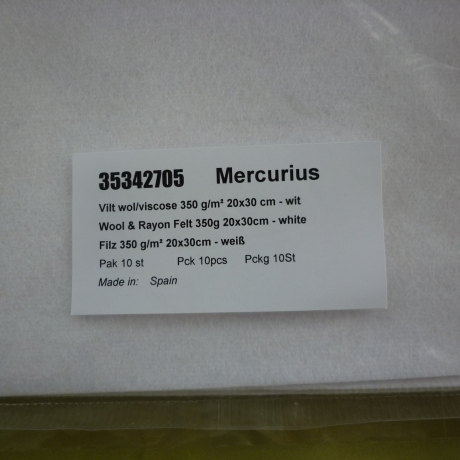 35342705 Mercurius
Vilt wol/viscose 350 g/m² 20x30 cm - wit
Wool & Rayon Felt 350g 20x30cm - white
Filz 350 g/m² 20x30cm - weiß
Pak 10 st Pck 10pcs Pckg 10St
Made in: Spain